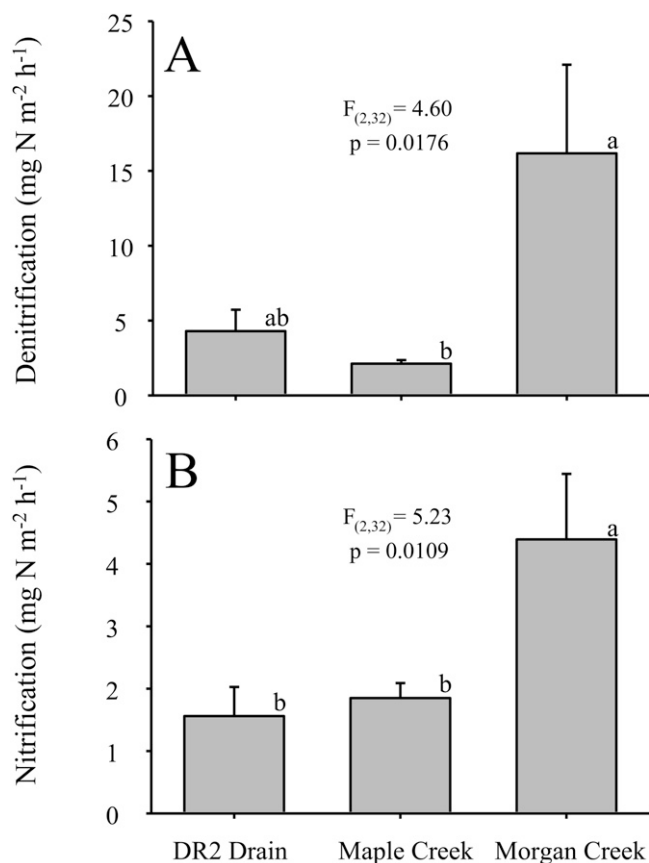 A
Denitrification (mg N m⁻² h⁻¹)
25
20
15
10
5
0
F(2,32) = 4.60
p = 0.0176
ab
b
a
B
Nitrification (mg N m⁻² h⁻¹)
6
5
4
3
2
1
0
F(2,32) = 5.23
p = 0.0109
b
b
a
DR2 Drain
Maple Creek
Morgan Creek